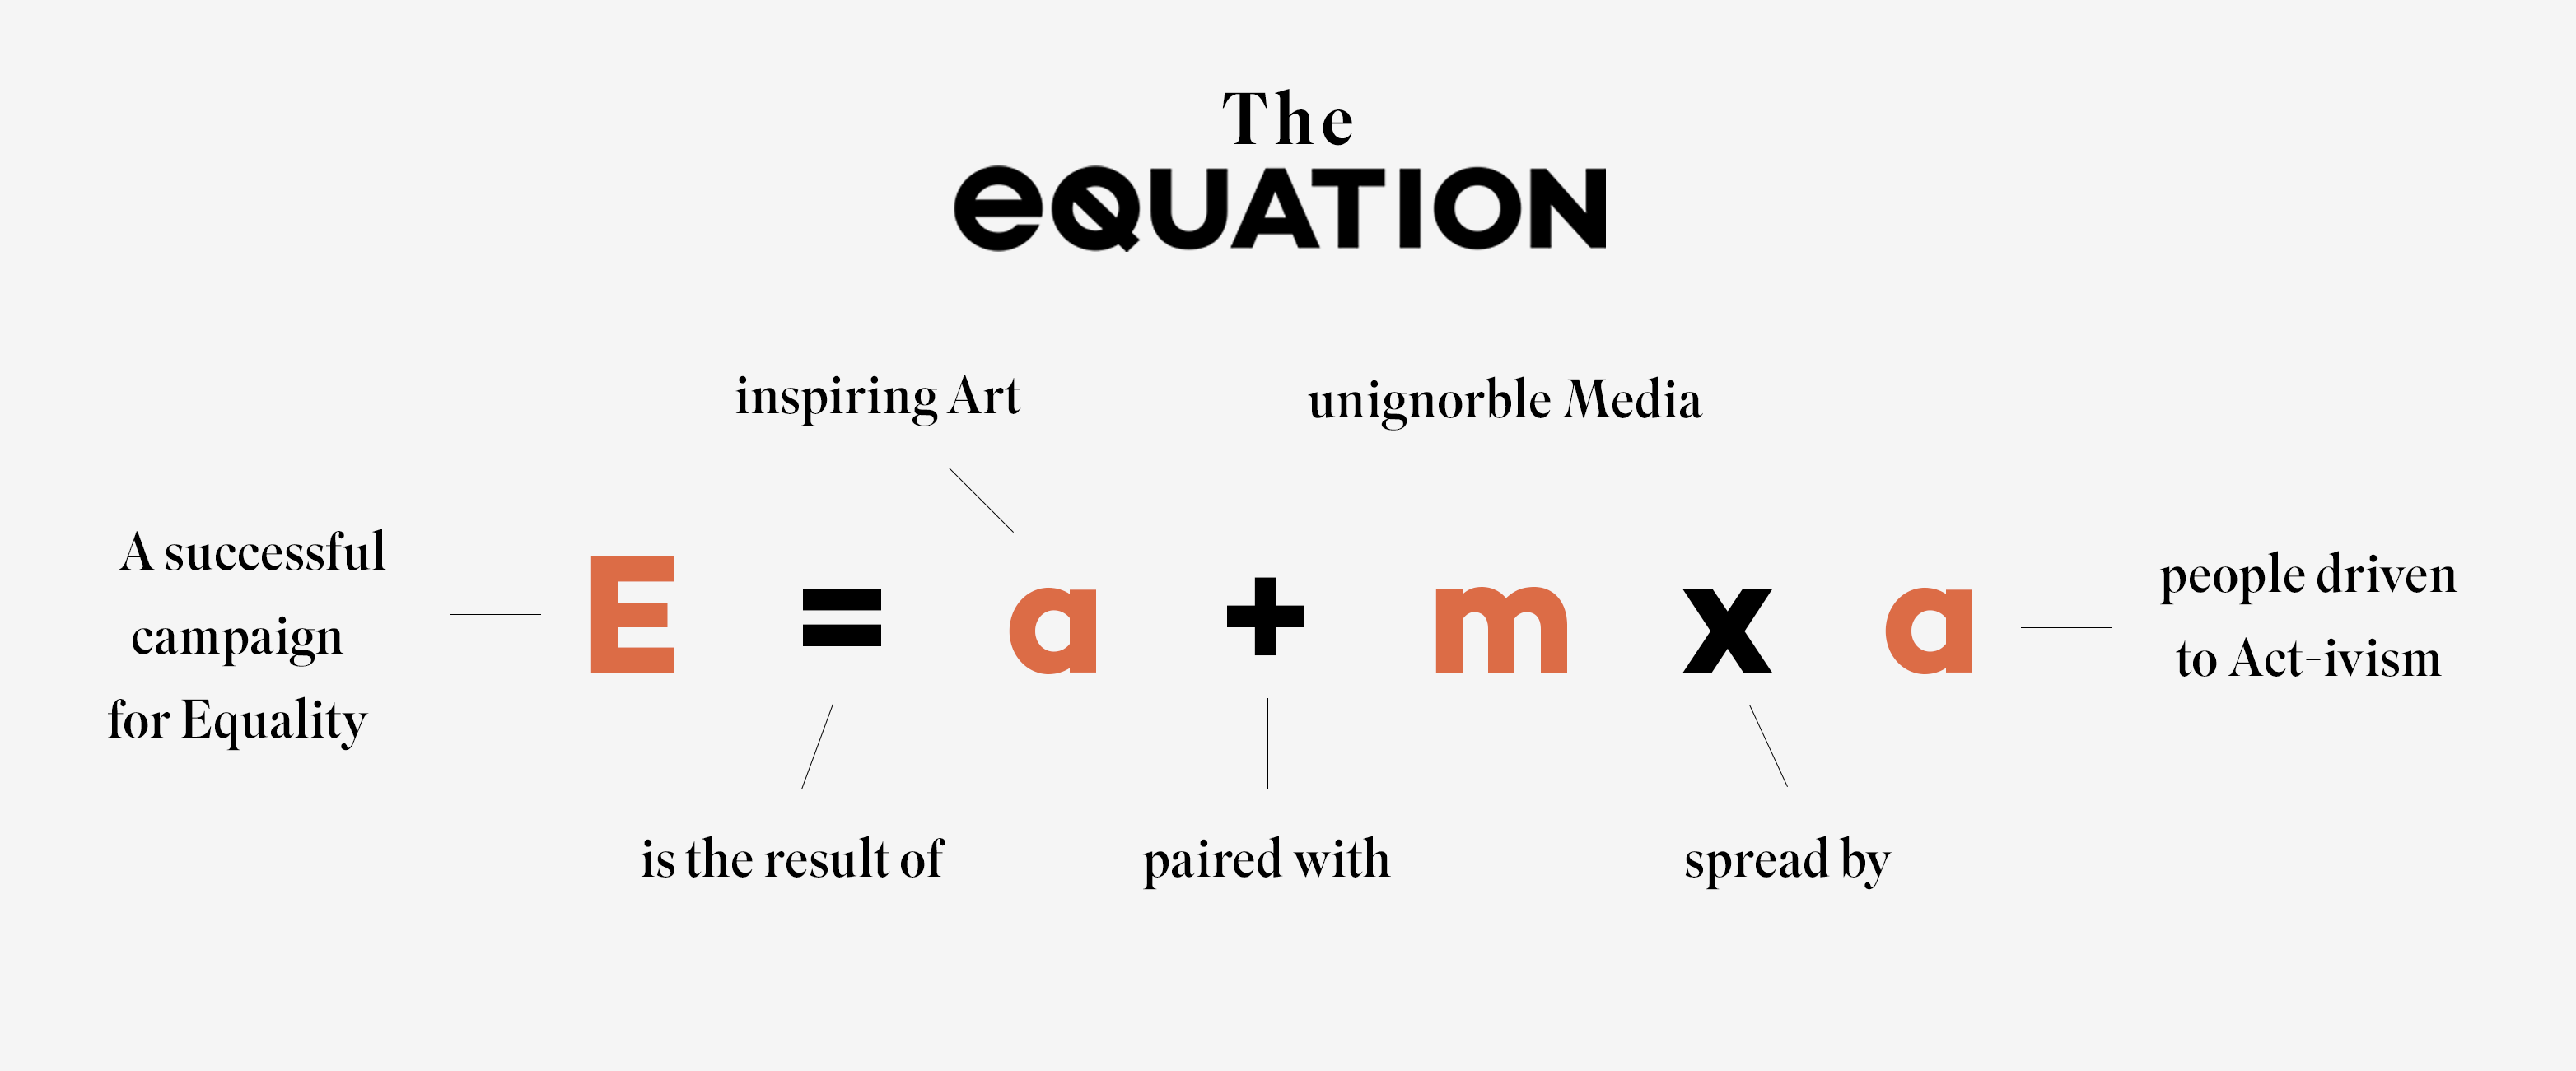 The
eQUATION
inspiring Art
unignorble Media
A successful
campaign
for Equality
E = a + m x a
people driven
to Act-ivism
is the result of
paired with
spread by